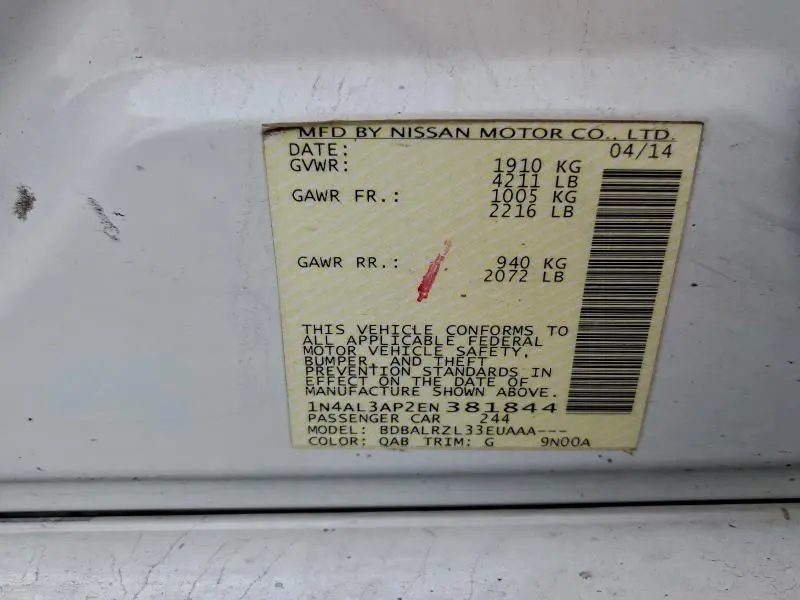 MFD BY NISSAN MOTOR CO., LTD.
DATE: 04/14
GVWR: 1910 KG
4211 LB
GAWR FR.: 1005 KG
2216 LB
GAWR RR.: 940 KG
2072 LB
THIS VEHICLE CONFORMS TO
ALL APPLICABLE FEDERAL
MOTOR VEHICLE SAFETY,
BUMPER, AND THEFT
PREVENTION STANDARDS IN
EFFECT ON THE DATE OF
MANUFACTURE SHOWN ABOVE.
1N4AL3AP2EN 381844
PASSENGER CAR 244
MODEL: BDBALRZL33EUAAA---
COLOR: QAB TRIM: G 9N00A